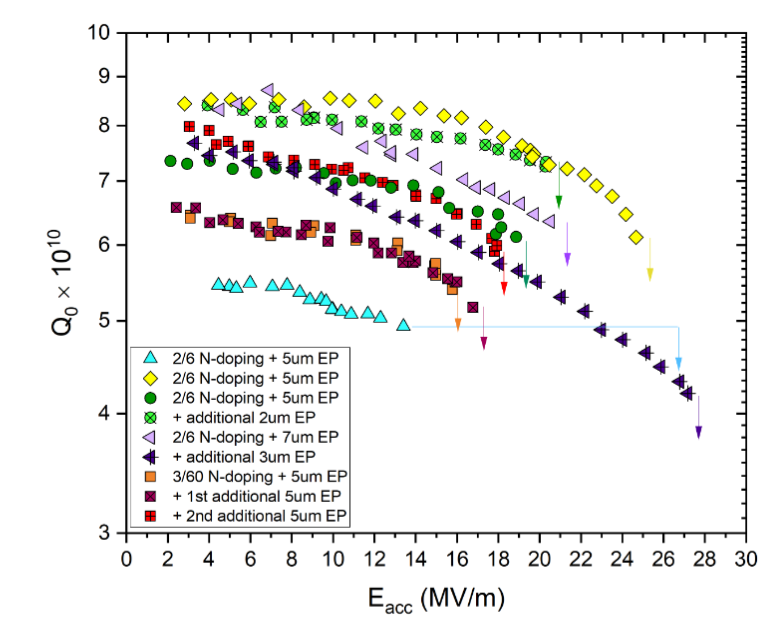 10
9
8
7
6
5
4
3
Q0 × 10^10
2/6 N-doping + 5um EP
2/6 N-doping + 5um EP
2/6 N-doping + 5um EP
+ additional 2um EP
2/6 N-doping + 7um EP
+ additional 3um EP
3/60 N-doping + 5um EP
+ 1st additional 5um EP
+ 2nd additional 5um EP
0 2 4 6 8 10 12 14 16 18 20 22 24 26 28 30
Eacc (MV/m)